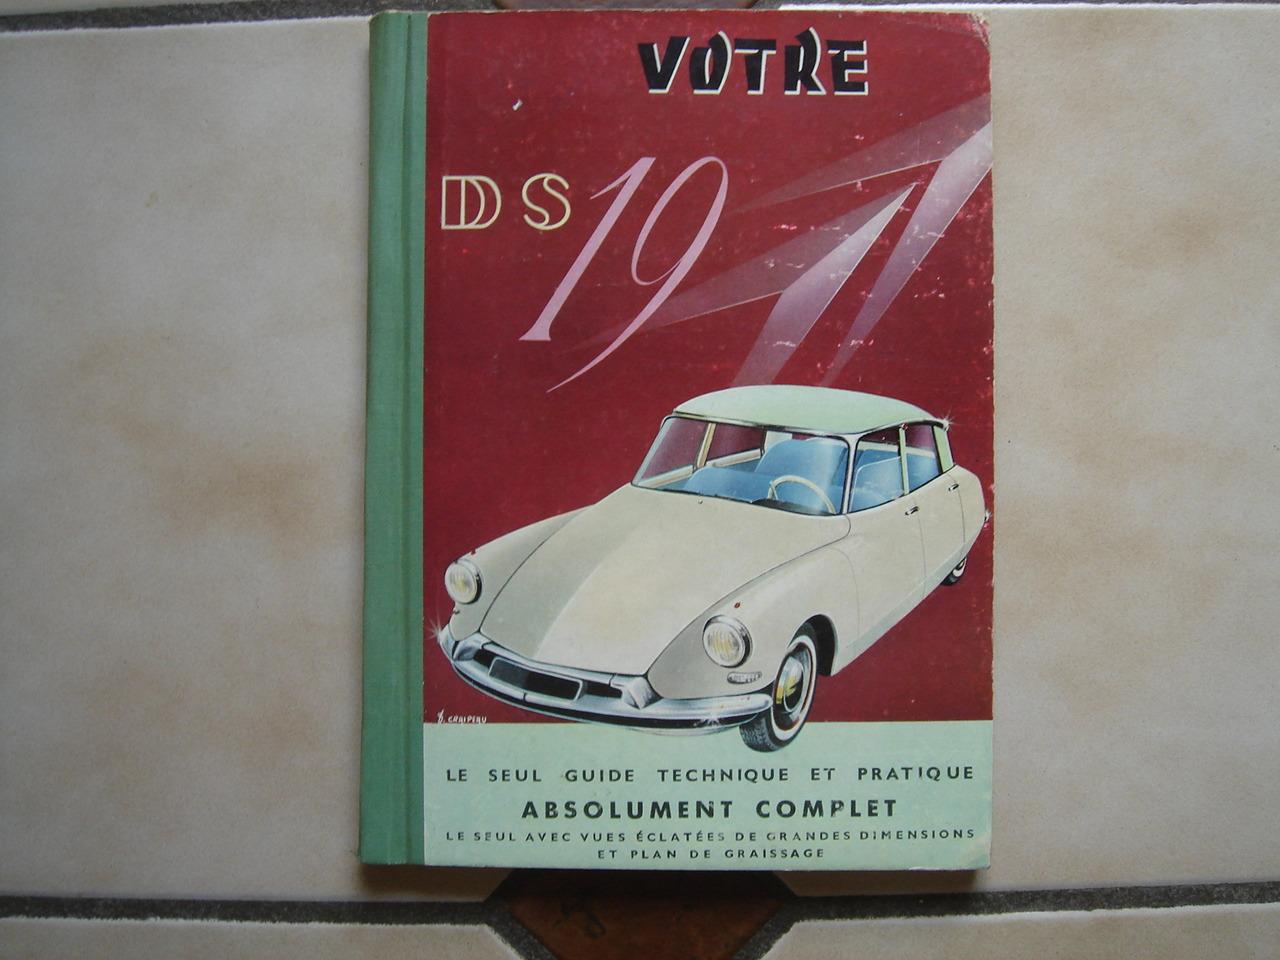 VOTRE
DS 19
B. CRAIPEAU
LE SEUL GUIDE TECHNIQUE ET PRATIQUE
ABSOLUMENT COMPLET
LE SEUL AVEC VUES ÉCLATÉES DE GRANDES DIMENSIONS
ET PLAN DE GRAISSAGE